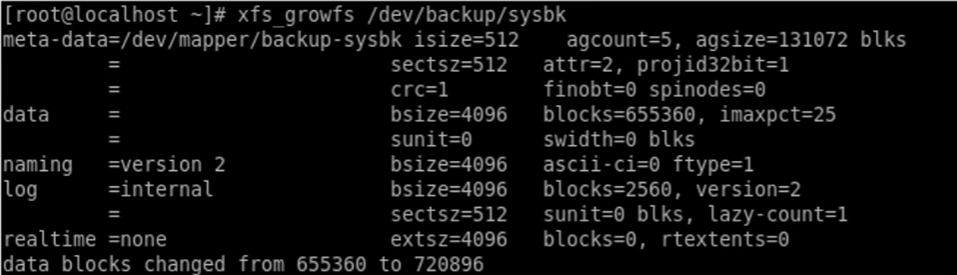 [root@localhost ~]# xfs_growfs /dev/backup/sysbk
meta-data=/dev/mapper/backup-sysbk isize=512    agcount=5, agsize=131072 blks
         =                       sectsz=512   attr=2, projid32bit=1
         =                       crc=1        finobt=0 spinodes=0
data     =                       bsize=4096   blocks=655360, imaxpct=25
         =                       sunit=0      swidth=0 blks
naming   =version 2              bsize=4096   ascii-ci=0 ftype=1
log      =internal               bsize=4096   blocks=2560, version=2
         =                       sectsz=512   sunit=0 blks, lazy-count=1
realtime =none                   extsz=4096   blocks=0, rtextents=0
data blocks changed from 655360 to 720896